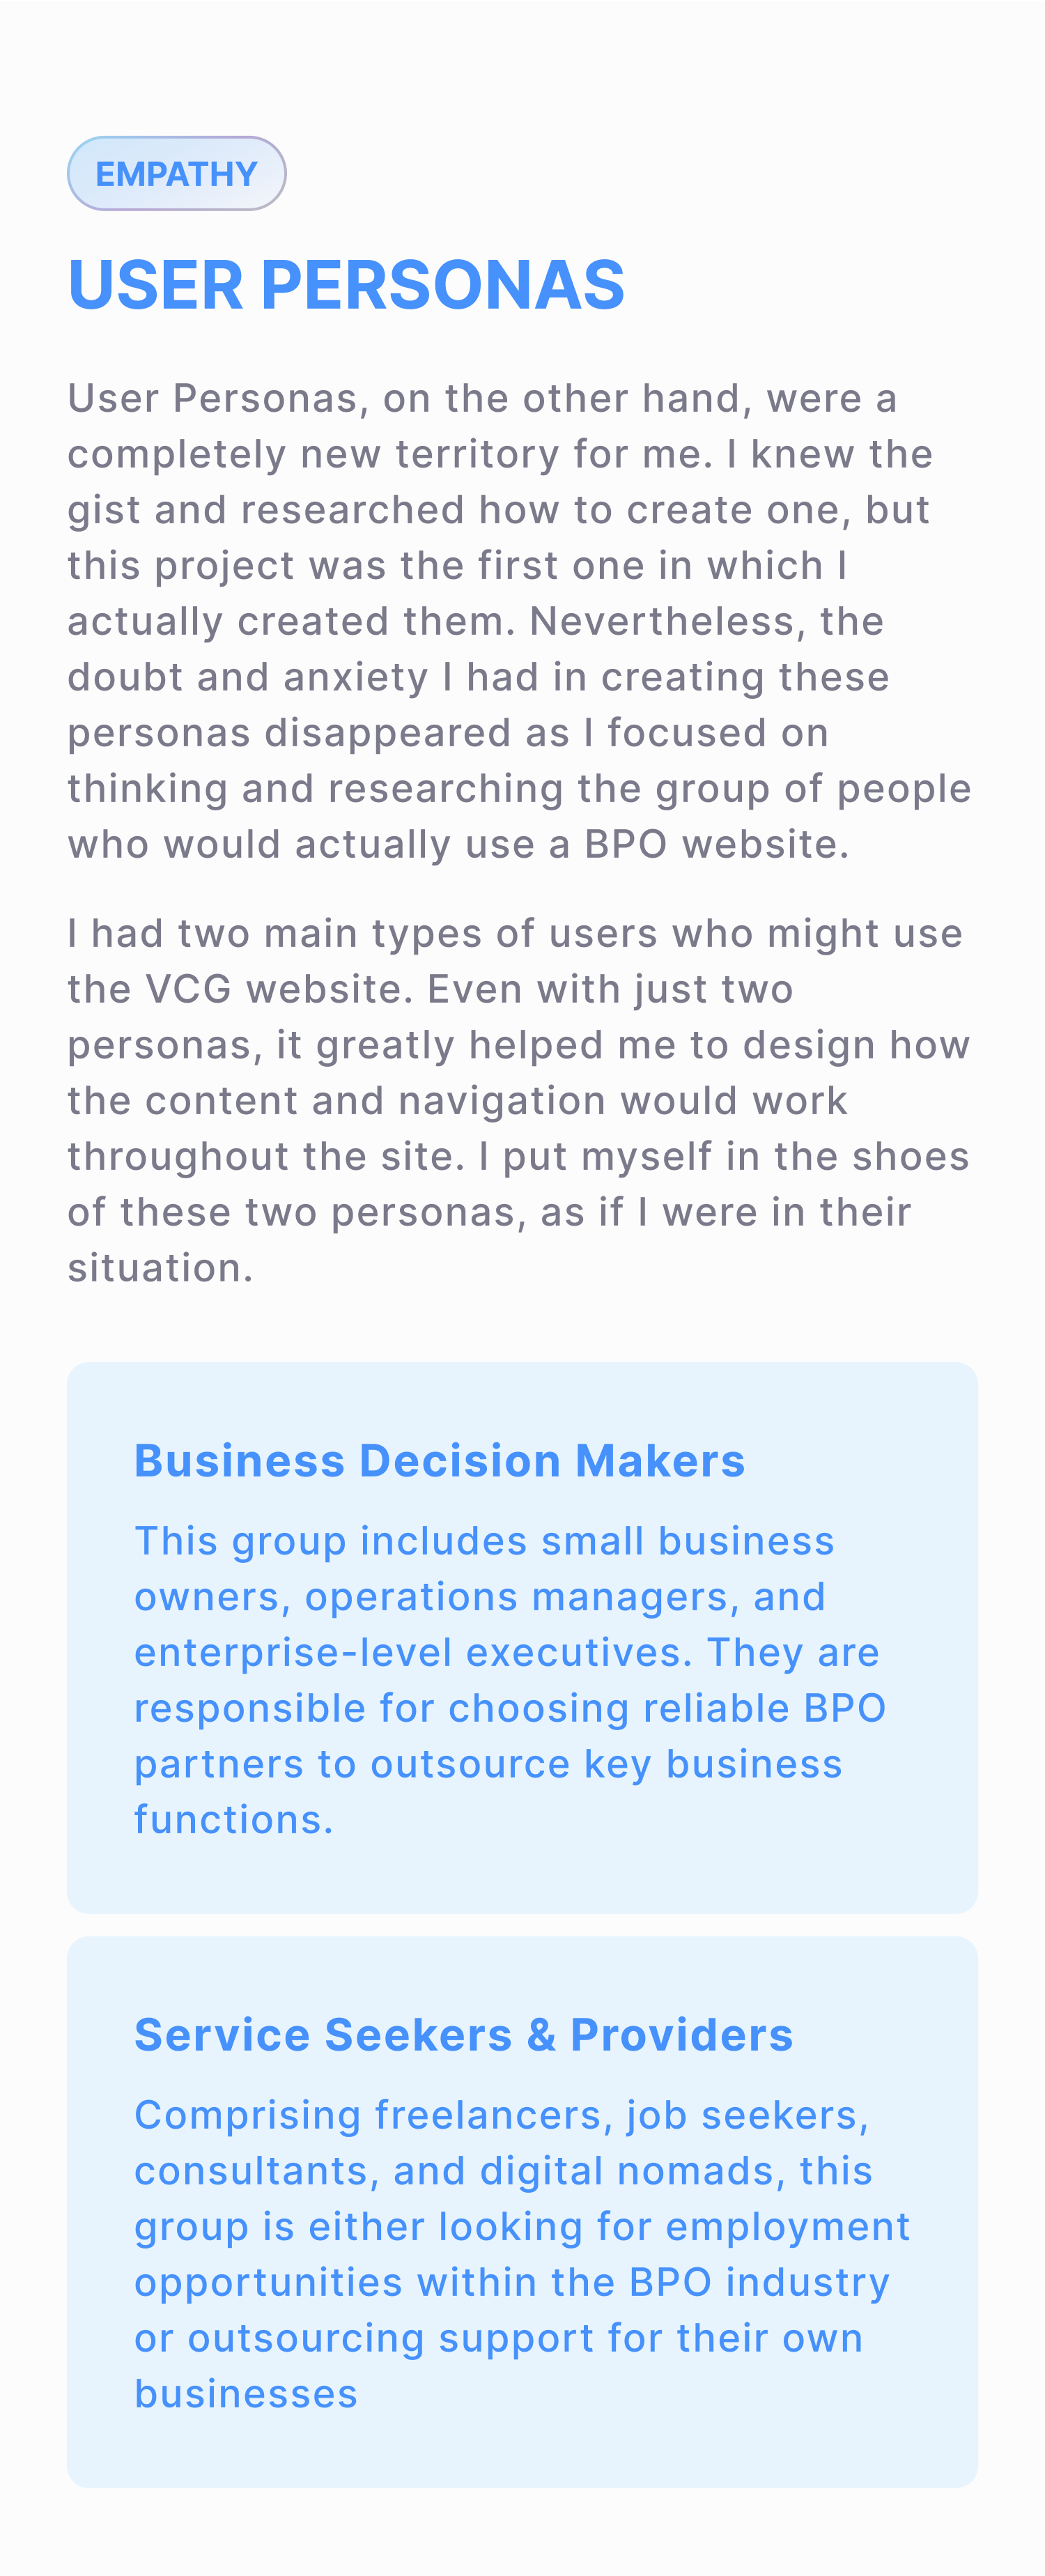 EMPATHY
USER PERSONAS
User Personas, on the other hand, were a
completely new territory for me. I knew the
gist and researched how to create one, but
this project was the first one in which I
actually created them. Nevertheless, the
doubt and anxiety I had in creating these
personas disappeared as I focused on
thinking and researching the group of people
who would actually use a BPO website.
I had two main types of users who might use
the VCG website. Even with just two
personas, it greatly helped me to design how
the content and navigation would work
throughout the site. I put myself in the shoes
of these two personas, as if I were in their
situation.
Business Decision Makers
This group includes small business
owners, operations managers, and
enterprise-level executives. They are
responsible for choosing reliable BPO
partners to outsource key business
functions.
Service Seekers & Providers
Comprising freelancers, job seekers,
consultants, and digital nomads, this
group is either looking for employment
opportunities within the BPO industry
or outsourcing support for their own
businesses